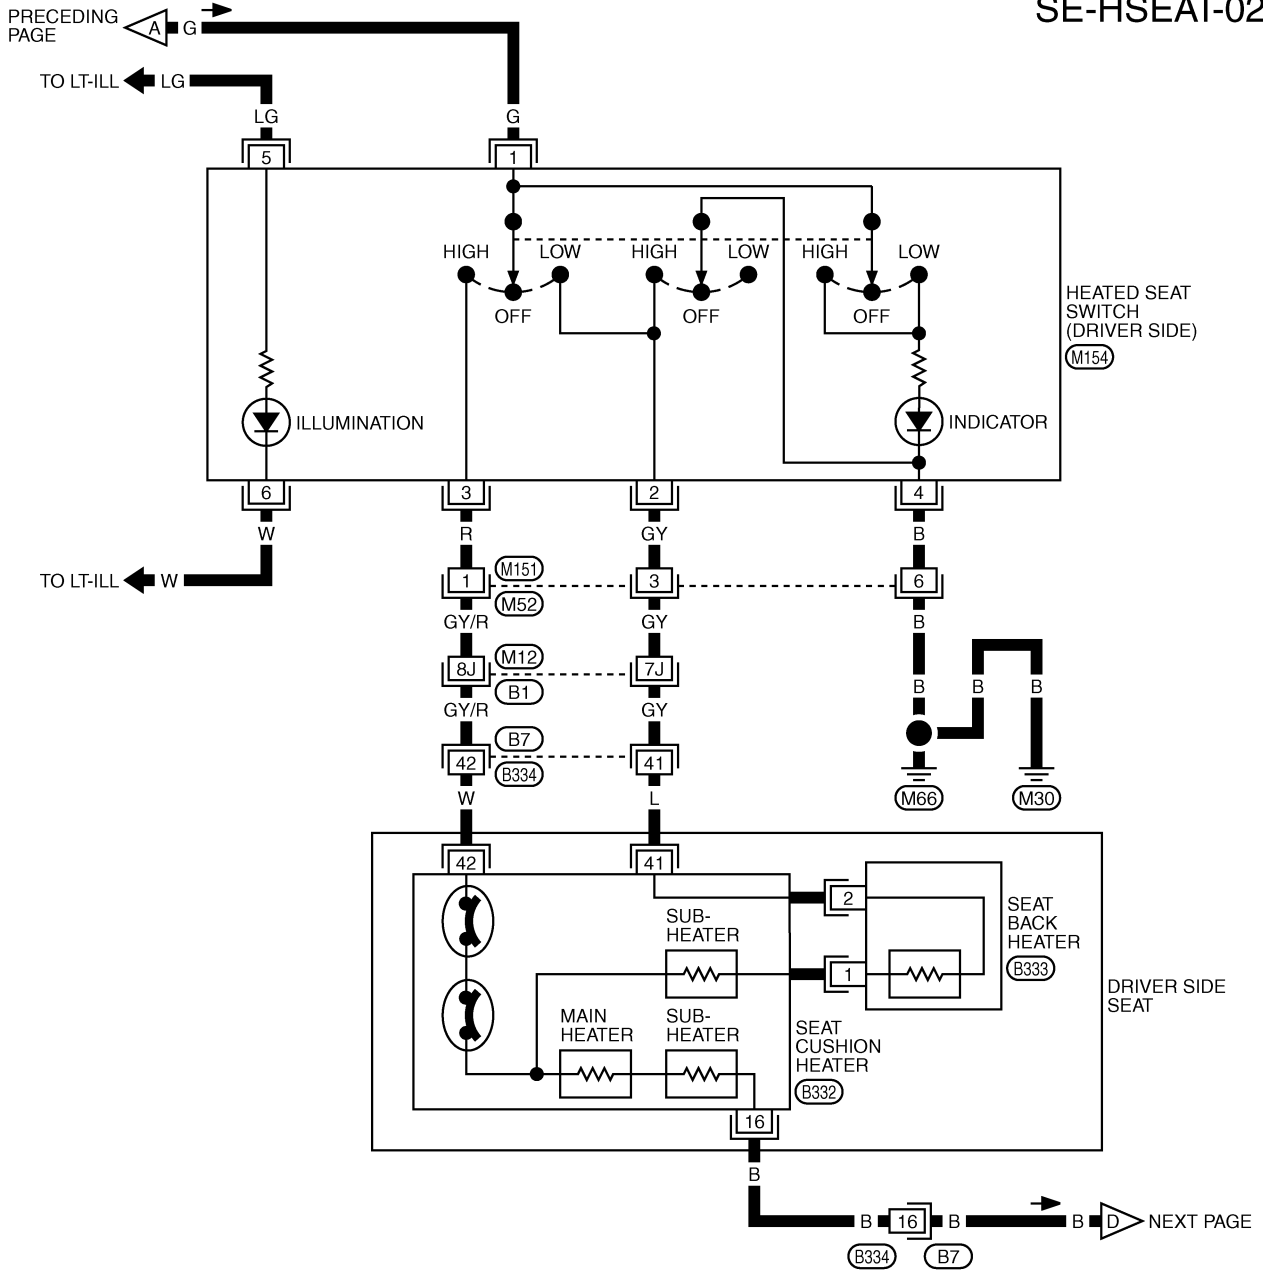 SE-HSEAT-02
PRECEDING
PAGE
A
G
TO LT-ILL
LG
LG
G
5
1
HIGH
LOW
HIGH
LOW
HIGH
LOW
OFF
OFF
OFF
HEATED SEAT
SWITCH
(DRIVER SIDE)
M154
ILLUMINATION
INDICATOR
6
3
2
4
W
R
GY
B
TO LT-ILL
W
1
M151
M52
3
6
GY/R
GY
B
8J
M12
B1
7J
B
B
B
GY/R
GY
42
B7
B334
41
W
L
M66
M30
42
41
2
SUB-
HEATER
SEAT
BACK
HEATER
B333
1
DRIVER SIDE
SEAT
MAIN
HEATER
SUB-
HEATER
SEAT
CUSHION
HEATER
B332
16
B
B
16
B
B
D
NEXT PAGE
B334
B7